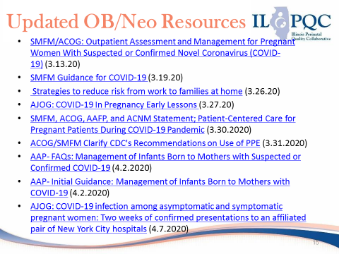 Updated OB/Neo Resources
IL PQC
Illinois Perinatal
Quality Collaborative
• SMFM/ACOG: Outpatient Assessment and Management for Pregnant
Women With Suspected or Confirmed Novel Coronavirus (COVID-
19) (3.13.20)
• SMFM Guidance for COVID-19 (3.19.20)
• Strategies to reduce risk from work to families at home (3.26.20)
• AJOG: COVID-19 In Pregnancy Early Lessons (3.27.20)
• SMFM, ACOG, AAFP, and ACNM Statement; Patient-Centered Care for
Pregnant Patients During COVID-19 Pandemic (3.30.2020)
• ACOG/SMFM Clarify CDC's Recommendations on Use of PPE (3.31.2020)
• AAP- FAQs: Management of Infants Born to Mothers with Suspected or
Confirmed COVID-19 (4.2.2020)
• AAP- Initial Guidance: Management of Infants Born to Mothers with
COVID-19 (4.2.2020)
• AJOG: COVID-19 infection among asymptomatic and symptomatic
pregnant women: Two weeks of confirmed presentations to an affiliated
pair of New York City hospitals (4.7.2020)